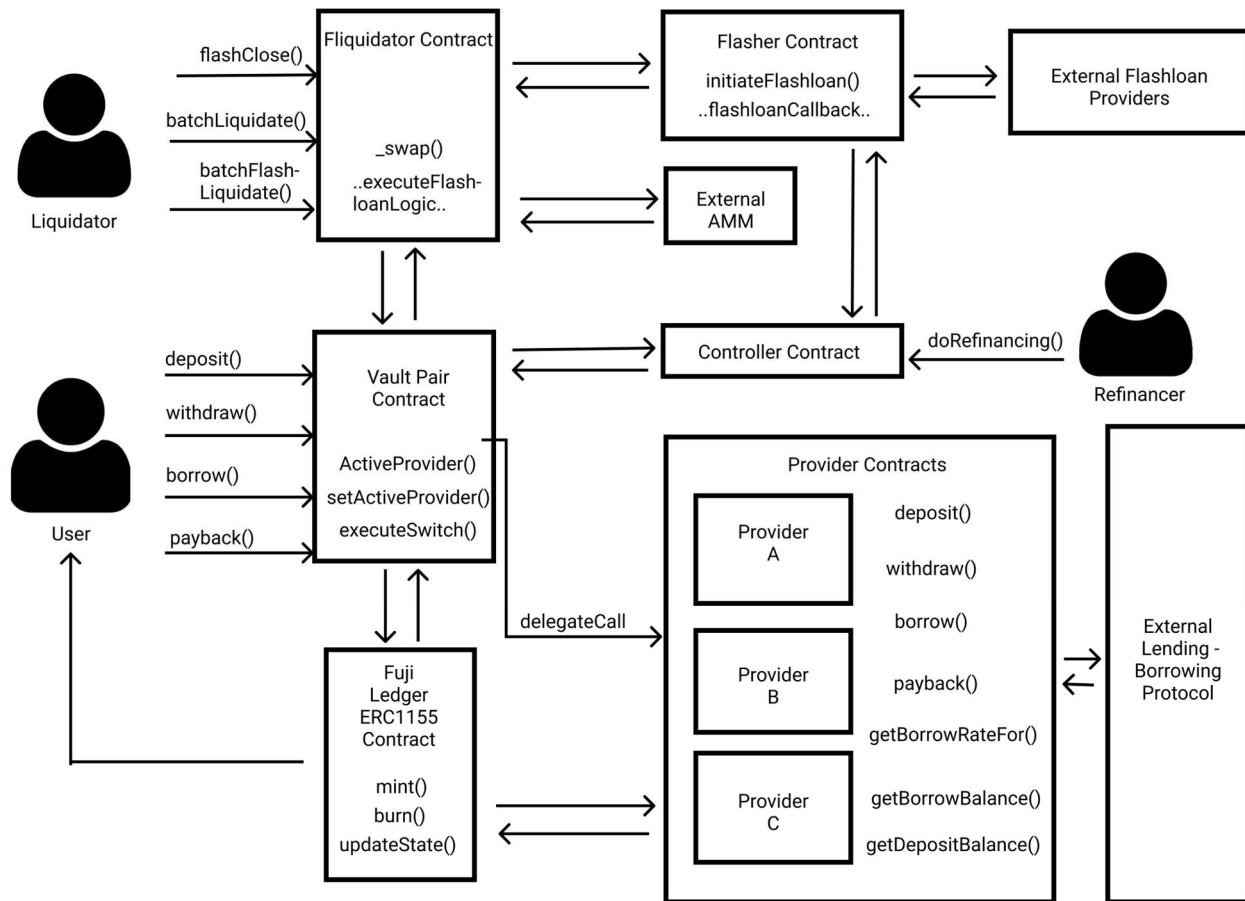 Fliquidator Contract
flashClose()
batchLiquidate()
batchFlash-
Liquidate()
_swap()
..executeFlash-
loanLogic..
Liquidator
Flasher Contract
initiateFlashloan()
..flashloanCallback..
External Flashloan
Providers
External
AMM
Controller Contract
doRefinancing()
Refinancer
deposit()
withdraw()
borrow()
payback()
User
Vault Pair
Contract
ActiveProvider()
setActiveProvider()
executeSwitch()
delegateCall
Fuji
Ledger
ERC1155
Contract
mint()
burn()
updateState()
Provider Contracts
Provider
A
Provider
B
Provider
C
deposit()
withdraw()
borrow()
payback()
getBorrowRateFor()
getBorrowBalance()
getDepositBalance()
External
Lending -
Borrowing
Protocol